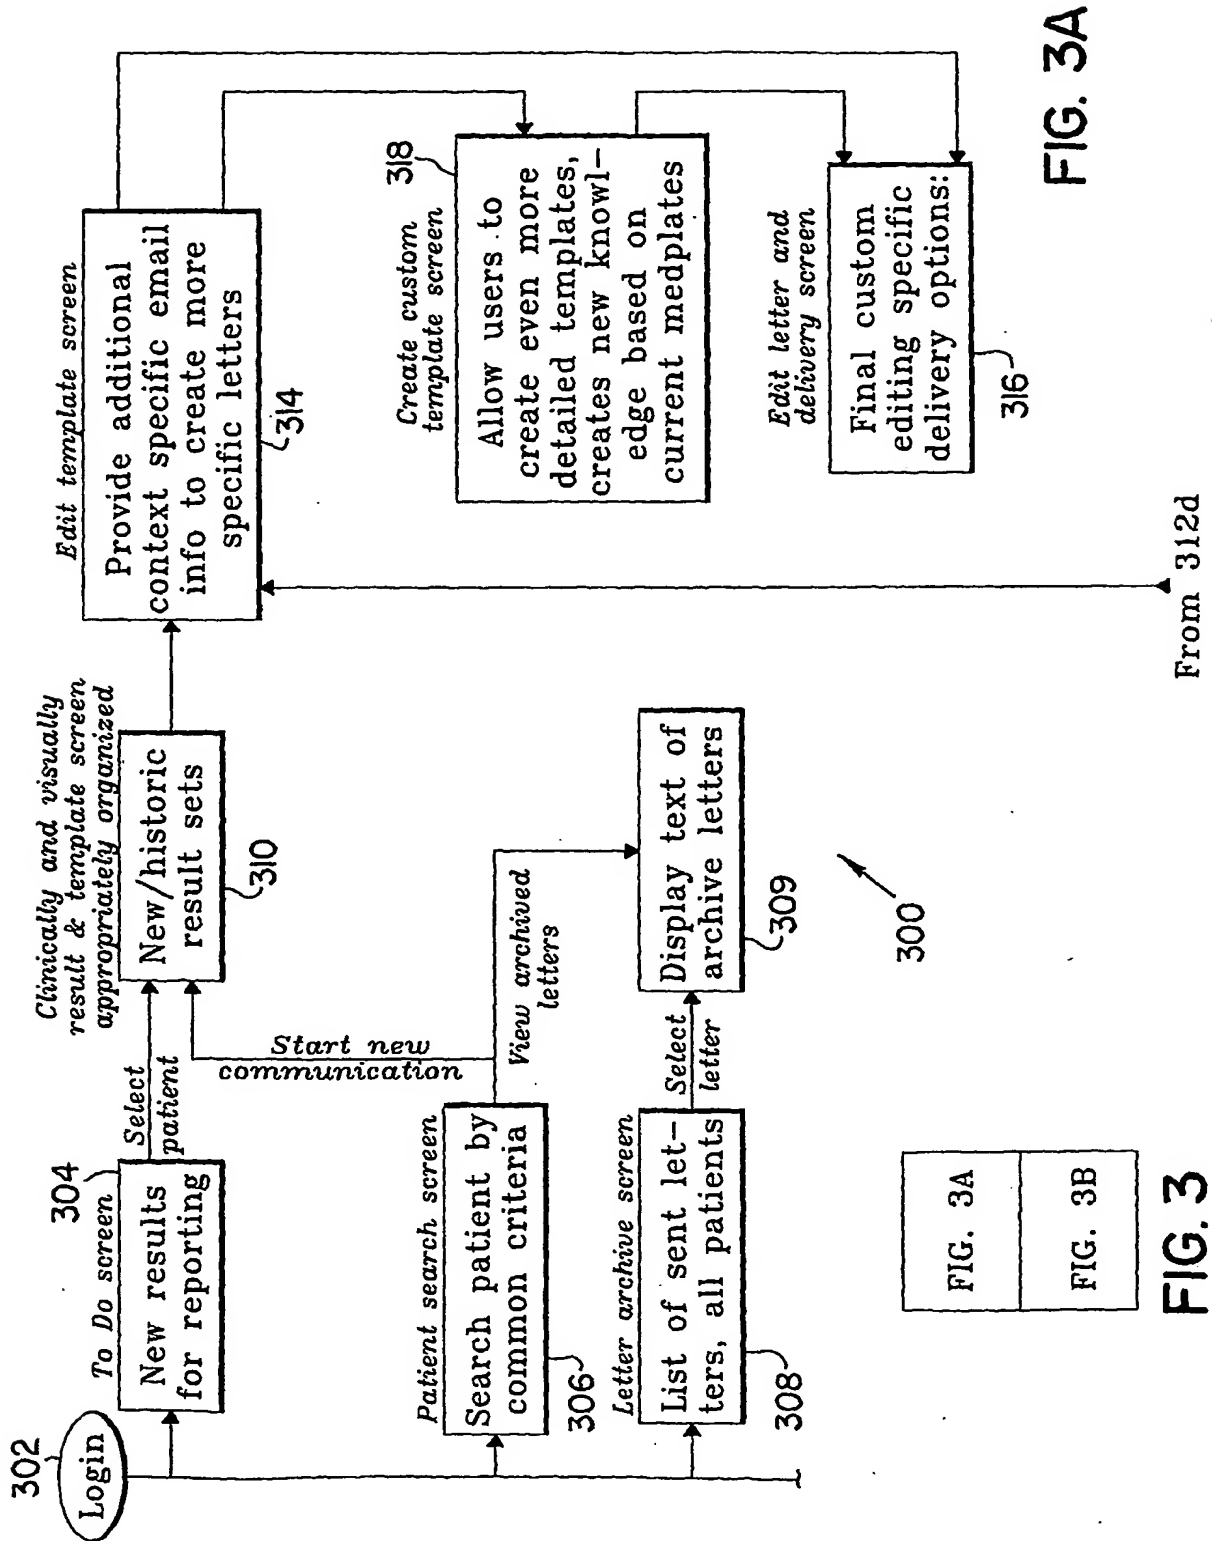 302
Login
To Do screen
304
New results
for reporting
Select
patient
Clinically and visually
result & template screen
appropriately organized
New/historic
result sets
310
Edit template screen
Provide additional
context specific email
info to create more
specific letters
314
Patient search screen
Search patient by
common criteria
306
Start new
communication
View archived
letters
Letter archive screen
List of sent let-
ters, all patients
308
Select
letter
Display text of
archive letters
309
300
Create custom
template screen
318
Allow users to
create even more
detailed templates,
creates new knowl-
edge based on
current medplates
Edit letter and
delivery screen
Final custom
editing specific
delivery options:
316
From 312d
FIG. 3A
FIG. 3A
FIG. 3B
FIG. 3